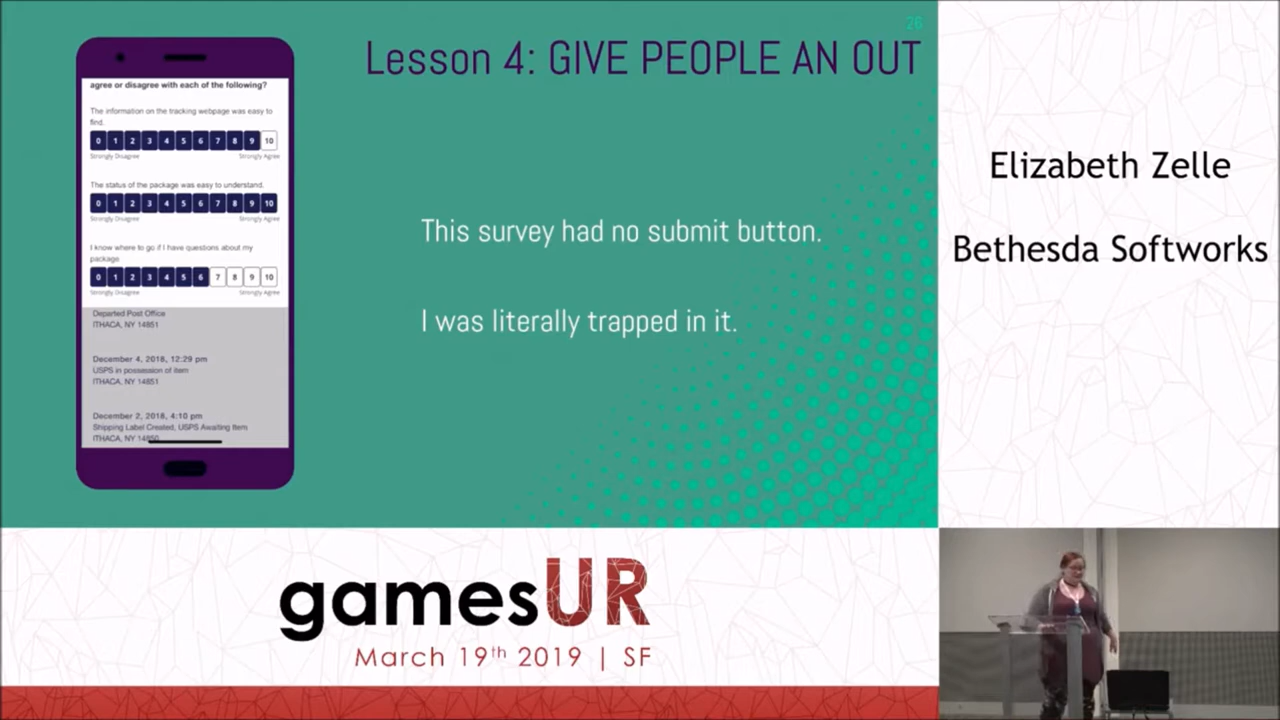 26
Lesson 4: GIVE PEOPLE AN OUT
agree or disagree with each of the following?
The information on the tracking webpage was easy to
find.
0 1 2 3 4 5 6 7 8 9 10
Strongly Disagree Strongly Agree
The status of the package was easy to understand.
0 1 2 3 4 5 6 7 8 9 10
Strongly Disagree Strongly Agree
I know where to go if I have questions about my
package
0 1 2 3 4 5 6 7 8 9 10
Strongly Disagree Strongly Agree
Departed Post Office
ITHACA, NY 14851
December 4, 2018, 12:29 pm
USPS in possession of item
ITHACA, NY 14851
December 2, 2018, 4:10 pm
Shipping Label Created, USPS Awaiting Item
ITHACA, NY 14850
This survey had no submit button.
I was literally trapped in it.
Elizabeth Zelle
Bethesda Softworks
gamesUR
March 19th 2019 | SF